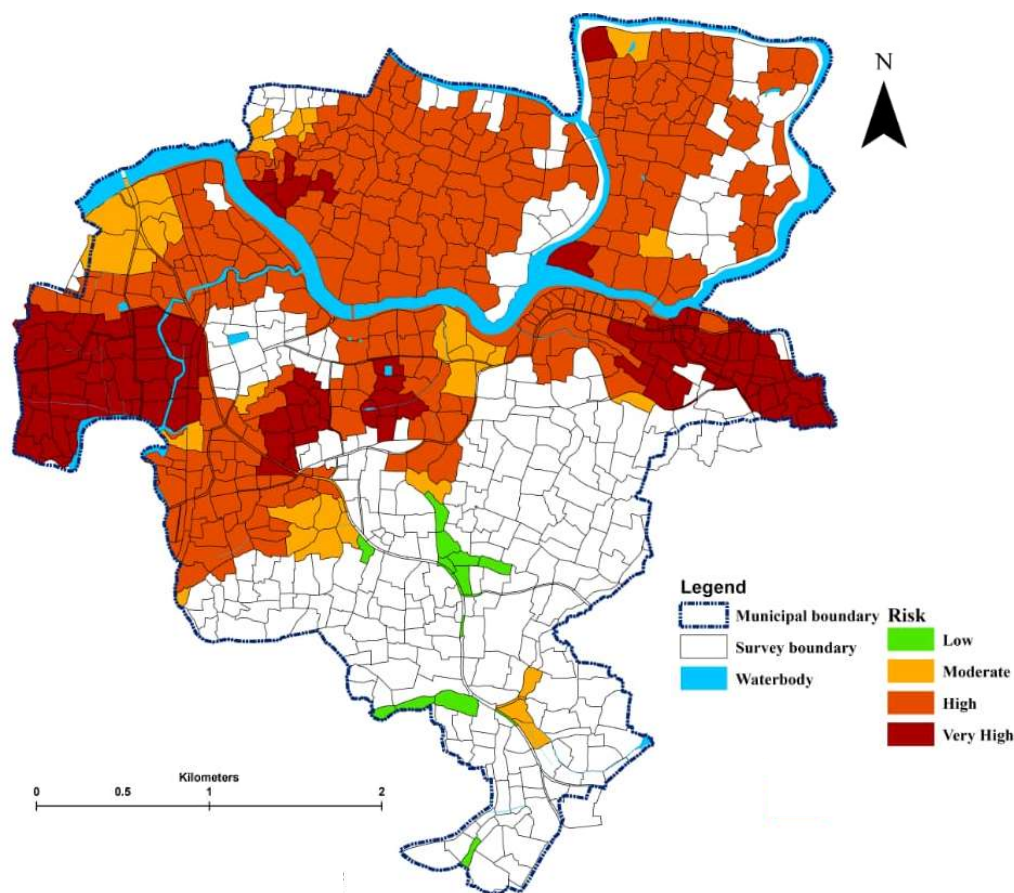 N
Legend
Municipal boundary
Survey boundary
Waterbody
Risk
Low
Moderate
High
Very High
Kilometers
0 0.5 1 2